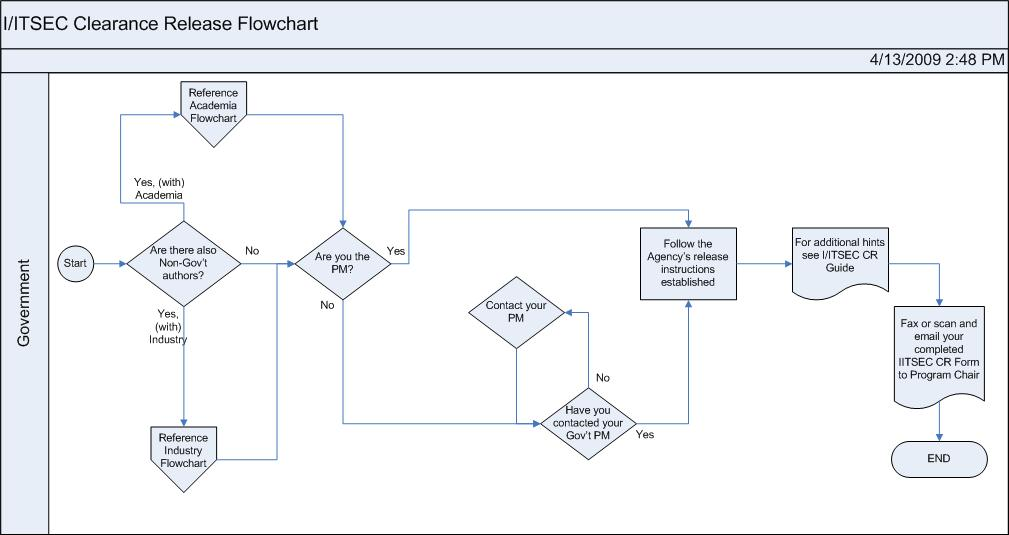 I/ITSEC Clearance Release Flowchart
4/13/2009 2:48 PM
Government
Reference
Academia
Flowchart
Yes, (with)
Academia
Start
Are there also
Non-Gov't
authors?
No
Yes,
(with)
Industry
Reference
Industry
Flowchart
Are you the
PM?
Yes
No
Contact your
PM
No
Have you
contacted your
Gov't PM
Yes
Follow the
Agency's release
instructions
established
For additional hints
see I/ITSEC CR
Guide
Fax or scan and
email your
completed
IITSEC CR Form
to Program Chair
END